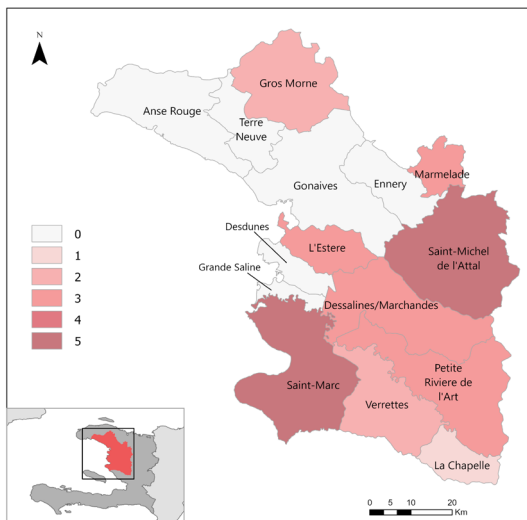 N
Gros Morne
Anse Rouge
Terre
Neuve
Marmelade
Ennery
Gonaives
Desdunes
L'Estere
Saint-Michel
de l'Attal
Grande Saline
Dessalines/Marchandes
Petite
Riviere de
l'Art
Saint-Marc
Verrettes
La Chapelle
0
1
2
3
4
5
0 5 10 20
Km